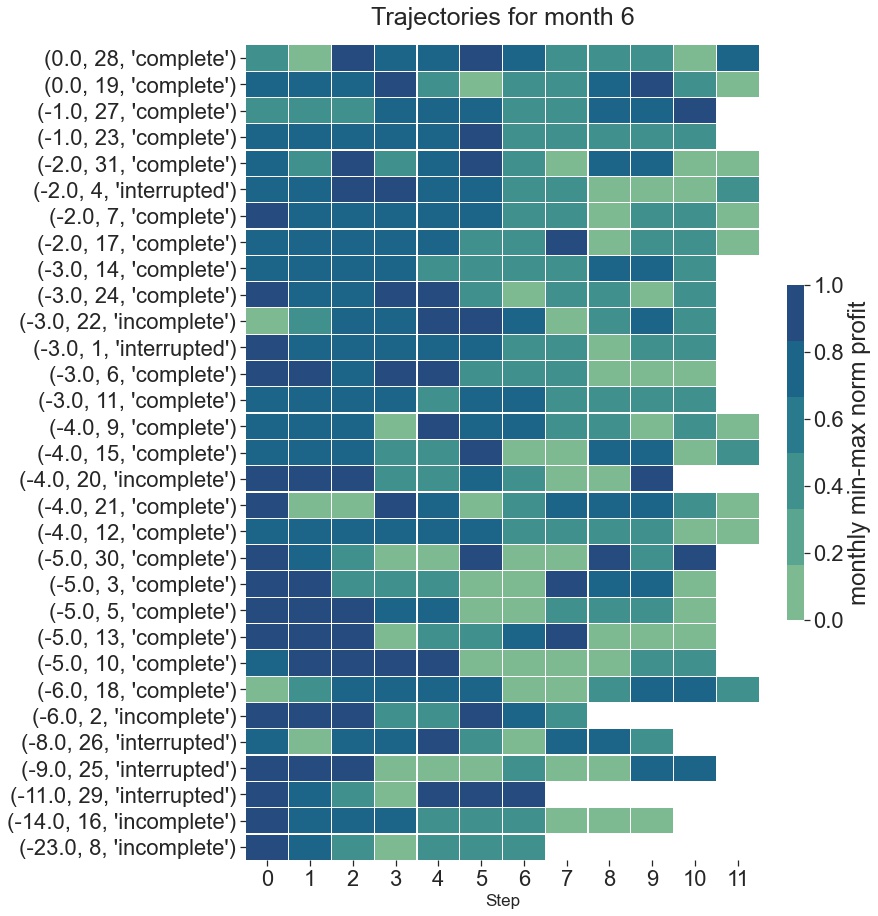 Trajectories for month 6
(0.0, 28, 'complete')
(0.0, 19, 'complete')
(-1.0, 27, 'complete')
(-1.0, 23, 'complete')
(-2.0, 31, 'complete')
(-2.0, 4, 'interrupted')
(-2.0, 7, 'complete')
(-2.0, 17, 'complete')
(-3.0, 14, 'complete')
(-3.0, 24, 'complete')
(-3.0, 22, 'incomplete')
(-3.0, 1, 'interrupted')
(-3.0, 6, 'complete')
(-3.0, 11, 'complete')
(-4.0, 9, 'complete')
(-4.0, 15, 'complete')
(-4.0, 20, 'incomplete')
(-4.0, 21, 'complete')
(-4.0, 12, 'complete')
(-5.0, 30, 'complete')
(-5.0, 3, 'complete')
(-5.0, 5, 'complete')
(-5.0, 13, 'complete')
(-5.0, 10, 'complete')
(-6.0, 18, 'complete')
(-6.0, 2, 'incomplete')
(-8.0, 26, 'interrupted')
(-9.0, 25, 'interrupted')
(-11.0, 29, 'interrupted')
(-14.0, 16, 'incomplete')
(-23.0, 8, 'incomplete')
0 1 2 3 4 5 6 7 8 9 10 11
Step
1.0
0.8
0.6
0.4
0.2
0.0
monthly min-max norm profit